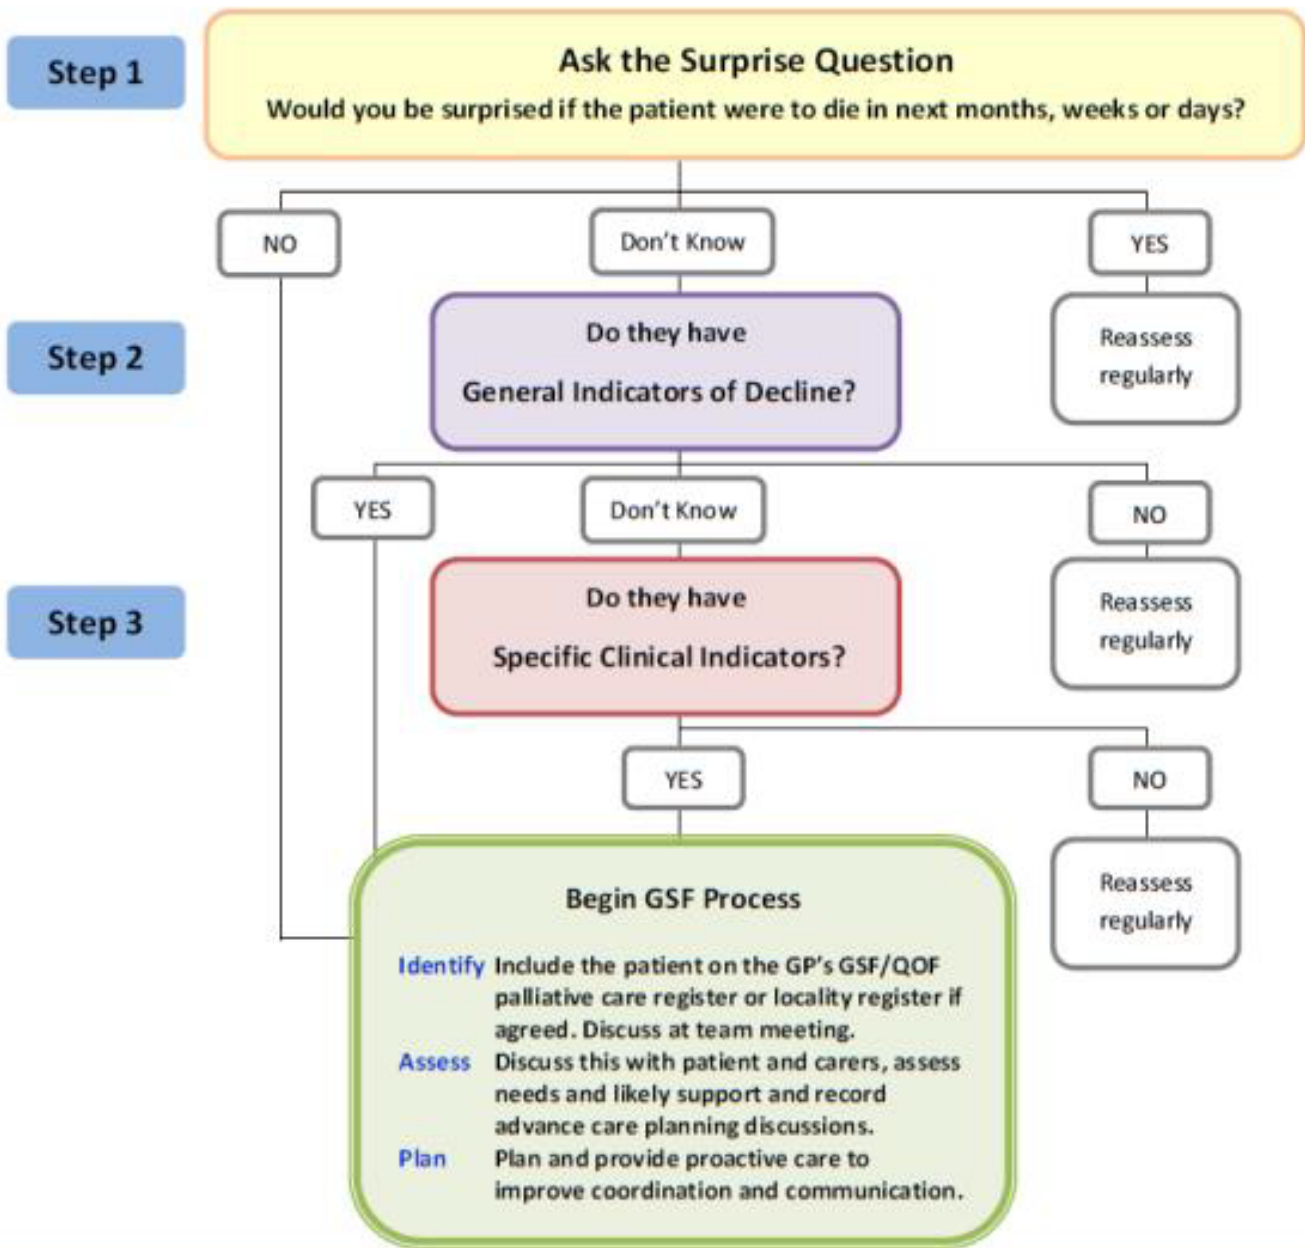 Step 1
Ask the Surprise Question
Would you be surprised if the patient were to die in next months, weeks or days?
NO
Don't Know
YES
Step 2
Do they have
General Indicators of Decline?
Reassess
regularly
YES
Don't Know
NO
Step 3
Do they have
Specific Clinical Indicators?
Reassess
regularly
YES
NO
Reassess
regularly
Begin GSF Process
Identify Include the patient on the GP's GSF/QOF
palliative care register or locality register if
agreed. Discuss at team meeting.
Assess Discuss this with patient and carers, assess
needs and likely support and record
advance care planning discussions.
Plan Plan and provide proactive care to
improve coordination and communication.